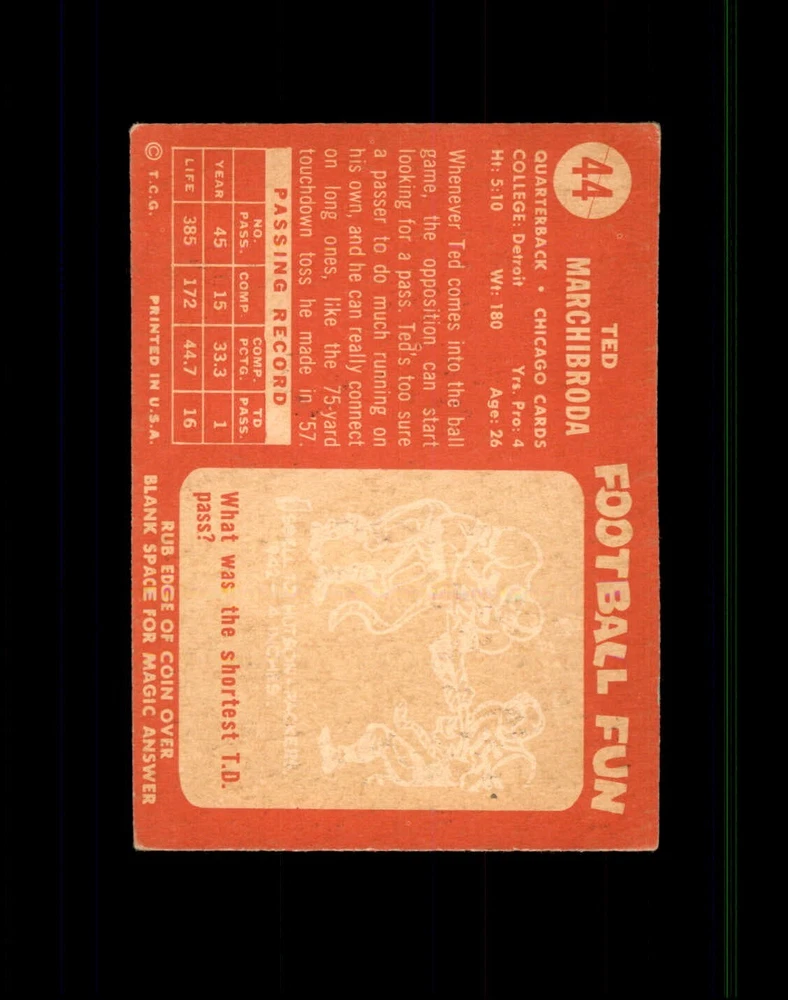 44
TED
MARCHIBRODA
QUARTERBACK • CHICAGO CARDS
COLLEGE: Detroit Yrs. Pro: 4
Ht: 5:10 Wt: 180 Age: 26
Whenever Ted comes into the ball
game, the opposition can start
looking for a pass. Ted's too sure
a passer to do much running on
his own, and he can really connect
on long ones, like the 75-yard
touchdown toss he made in '57.
PASSING RECORD
NO. PASS. COMP. COMP. PCTG. TD PASS.
YEAR 45 15 33.3 1
LIFE 385 172 44.7 16
© T.C.G. PRINTED IN U.S.A.
FOOTBALL FUN
What was the shortest T.D.
pass?
RUB EDGE OF COIN OVER
BLANK SPACE FOR MAGIC ANSWER